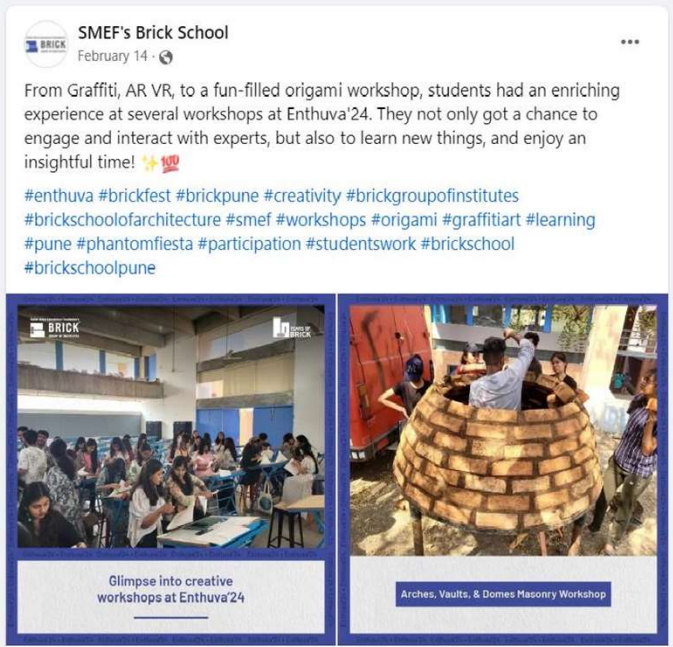 BRICK
SMEF's Brick School
February 14 ·
From Graffiti, AR VR, to a fun-filled origami workshop, students had an enriching
experience at several workshops at Enthuva'24. They not only got a chance to
engage and interact with experts, but also to learn new things, and enjoy an
insightful time! ✨💯
#enthuva #brickfest #brickpune #creativity #brickgroupofinstitutes
#brickschoolofarchitecture #smef #workshops #origami #graffitiart #learning
#pune #phantomfiesta #participation #studentswork #brickschool
#brickschoolpune
BRICK
YEARS OF
BRICK
Glimpse into creative
workshops at Enthuva'24
Arches, Vaults, & Domes Masonry Workshop